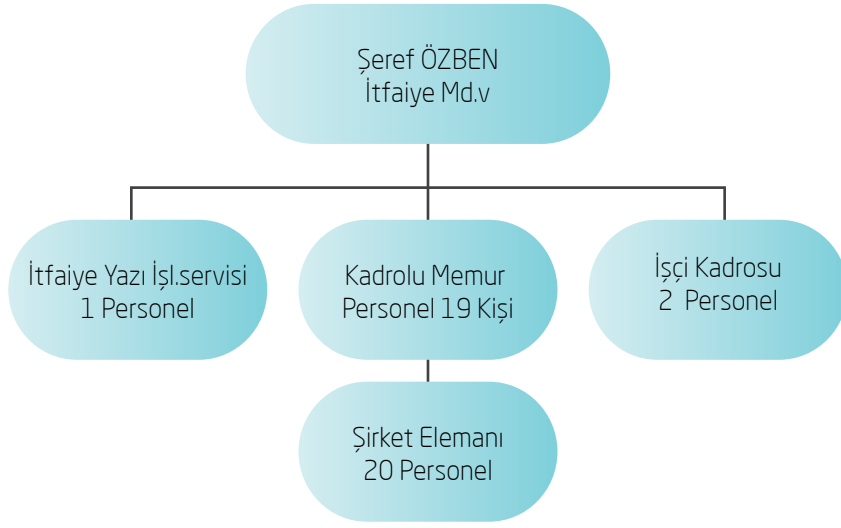 Şeref ÖZBEN
İtfaiye Md.v
İtfaiye Yazı İşl.servisi
1 Personel
Kadrolu Memur
Personel 19 Kişi
İşçi Kadrosu
2 Personel
Şirket Elemanı
20 Personel